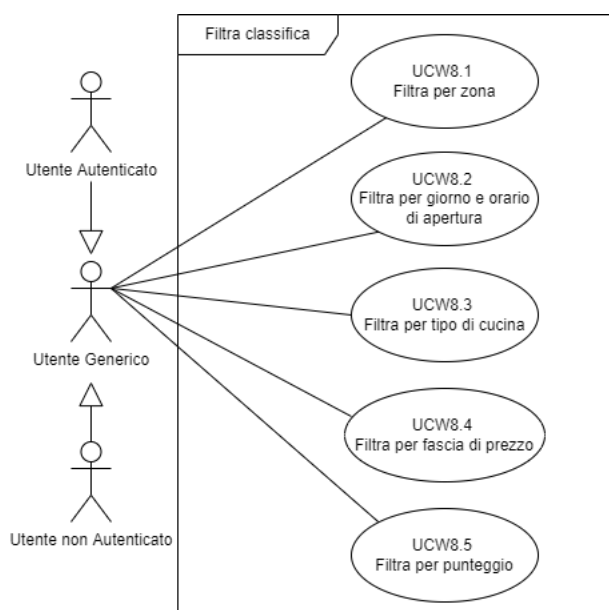 Filtra classifica
UCW8.1
Filtra per zona
Utente Autenticato
UCW8.2
Filtra per giorno e orario
di apertura
UCW8.3
Filtra per tipo di cucina
Utente Generico
UCW8.4
Filtra per fascia di prezzo
Utente non Autenticato
UCW8.5
Filtra per punteggio